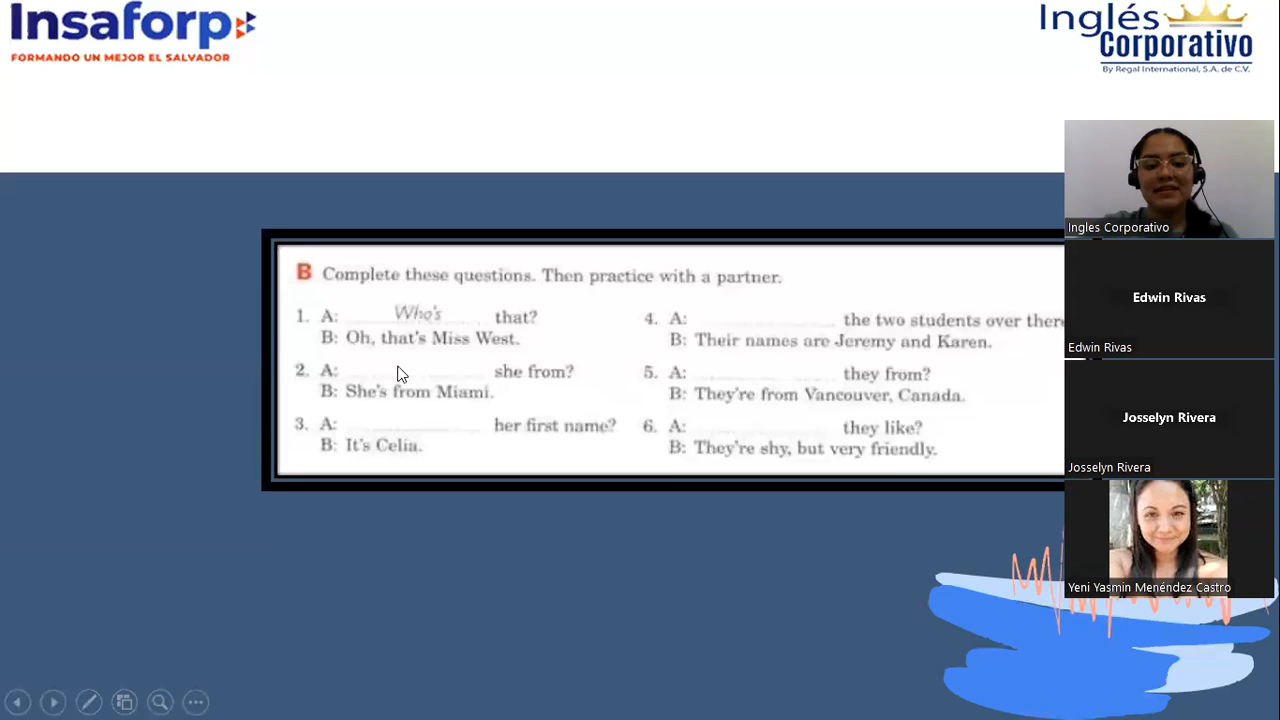 Insaforp
FORMANDO UN MEJOR EL SALVADOR
Inglés
Corporativo
By Regal International, S.A. de C.V.
B Complete these questions. Then practice with a partner.
1. A: Who's that?
B: Oh, that's Miss West.
2. A: she from?
B: She's from Miami.
3. A: her first name?
B: It's Celia.
4. A: the two students over ther
B: Their names are Jeremy and Karen.
5. A: they from?
B: They're from Vancouver, Canada.
6. A: they like?
B: They're shy, but very friendly.
Ingles Corporativo
Edwin Rivas
Edwin Rivas
Josselyn Rivera
Josselyn Rivera
Yeni Yasmin Menéndez Castro